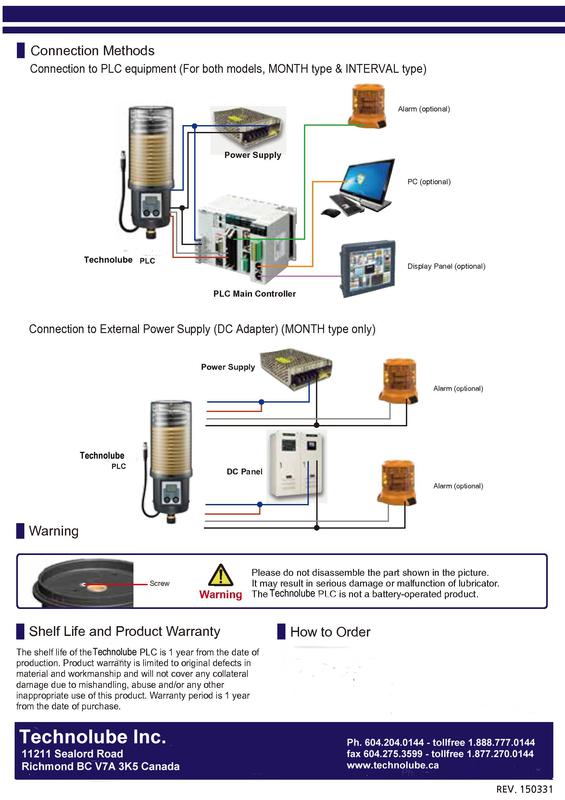 Connection Methods
Connection to PLC equipment (For both models, MONTH type & INTERVAL type)
Alarm (optional)
Power Supply
PC (optional)
Technolube PLC
Display Panel (optional)
PLC Main Controller
Connection to External Power Supply (DC Adapter) (MONTH type only)
Power Supply
Alarm (optional)
Technolube
PLC
DC Panel
Alarm (optional)
Warning
Screw
Warning
Please do not disassemble the part shown in the picture.
It may result in serious damage or malfunction of lubricator.
The Technolube PLC is not a battery-operated product.
Shelf Life and Product Warranty
The shelf life of the Technolube PLC is 1 year from the date of
production. Product warranty is limited to original defects in
material and workmanship and will not cover any collateral
damage due to mishandling, abuse and/or any other
inappropriate use of this product. Warranty period is 1 year
from the date of purchase.
How to Order
Technolube Inc.
11211 Sealord Road
Richmond BC V7A 3K5 Canada
Ph. 604.204.0144 - tollfree 1.888.777.0144
fax 604.275.3599 - tollfree 1.877.270.0144
www.technolube.ca
REV. 150331